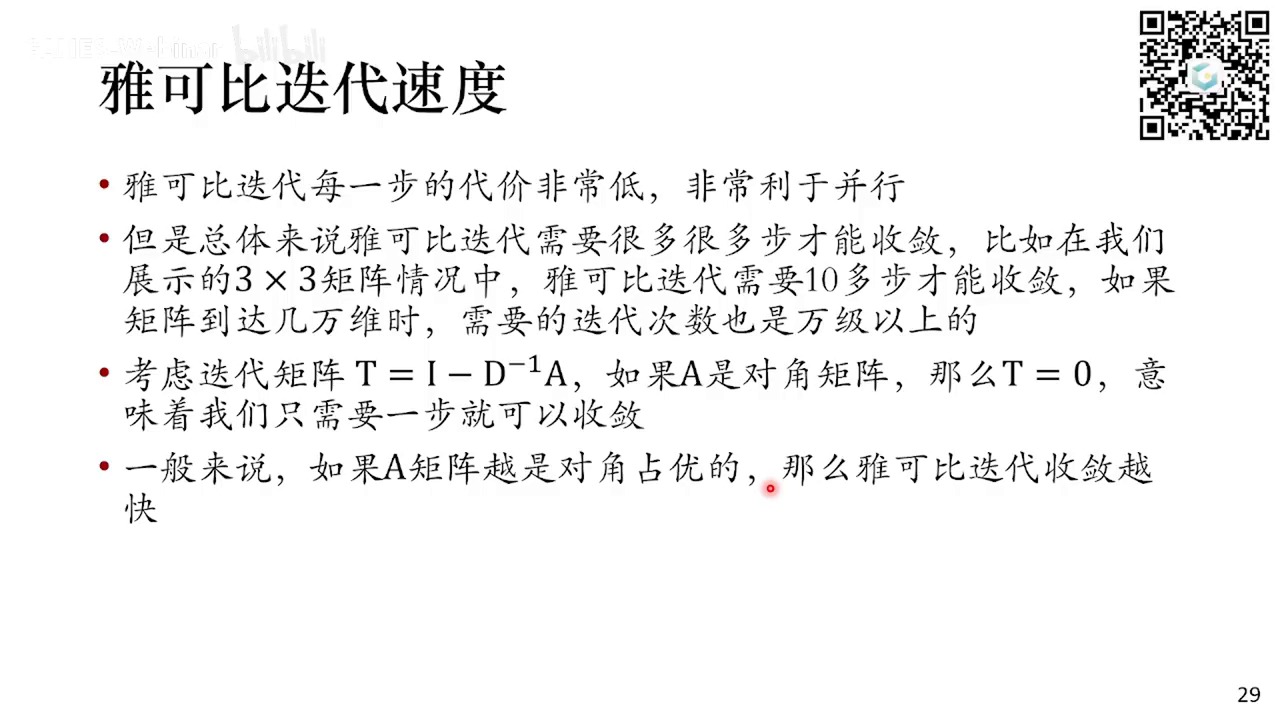 雅可比迭代速度
• 雅可比迭代每一步的代价非常低，非常利于并行
• 但是总体来说雅可比迭代需要很多很多步才能收敛，比如在我们
展示的3 × 3矩阵情况中，雅可比迭代需要10多步才能收敛，如果
矩阵到达几万维时，需要的迭代次数也是万级以上的
• 考虑迭代矩阵 T = I − D⁻¹A，如果A是对角矩阵，那么T = 0，意
味着我们只需要一步就可以收敛
• 一般来说，如果A矩阵越是对角占优的，那么雅可比迭代收敛越
快
29